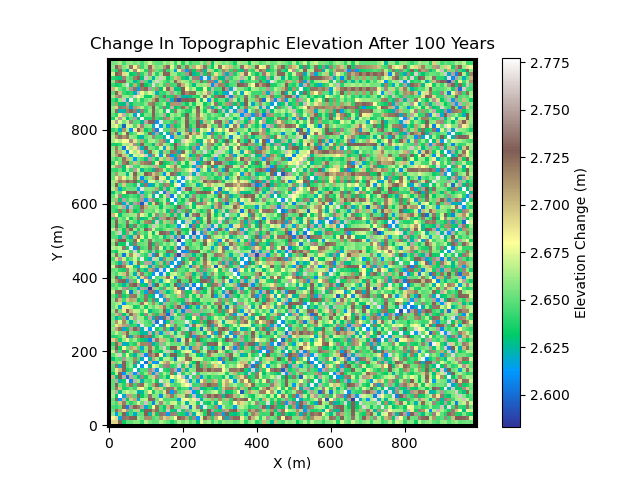 Change In Topographic Elevation After 100 Years
2.775
2.750
2.725
2.700
2.675
2.650
2.625
2.600
Elevation Change (m)
Y (m)
800
600
400
200
0
0 200 400 600 800
X (m)